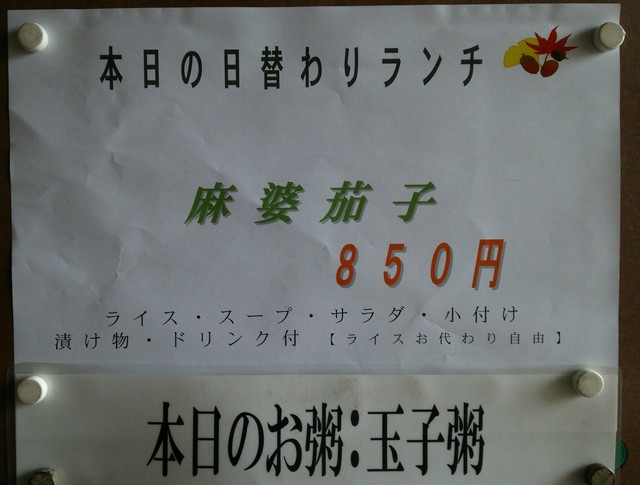 本日の日替わりランチ
麻婆茄子
850円
ライス・スープ・サラダ・小付け
漬け物・ドリンク付【ライスお代わり自由】
本日のお粥:玉子粥